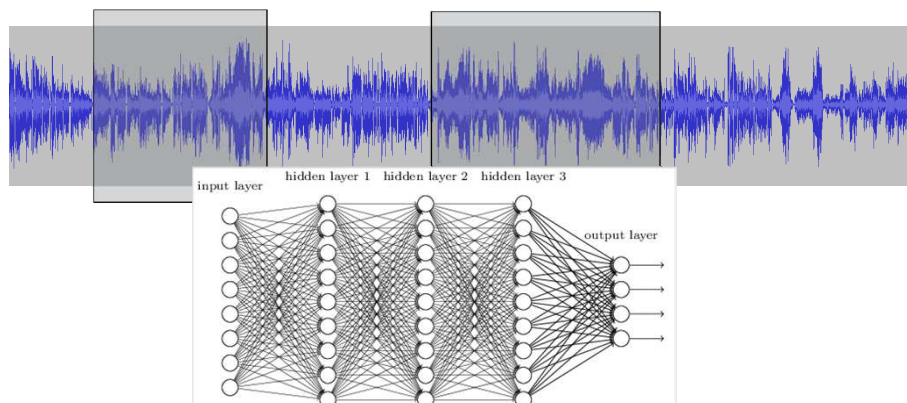 input layer
hidden layer 1 hidden layer 2 hidden layer 3
output layer